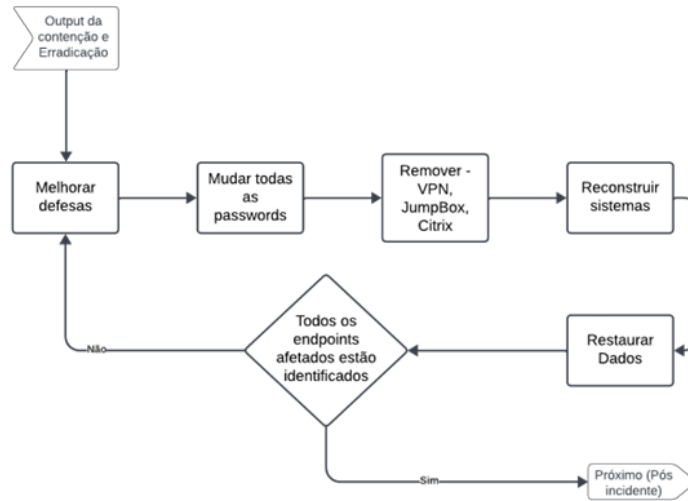 Output da
contenção e
Erradicação
Melhorar
defesas
Mudar todas
as
passwords
Remover -
VPN,
JumpBox,
Citrix
Reconstruir
sistemas
Todos os
endpoints
afetados estão
identificados
Restaurar
Dados
Não
Sim
Próximo (Pós
incidente)